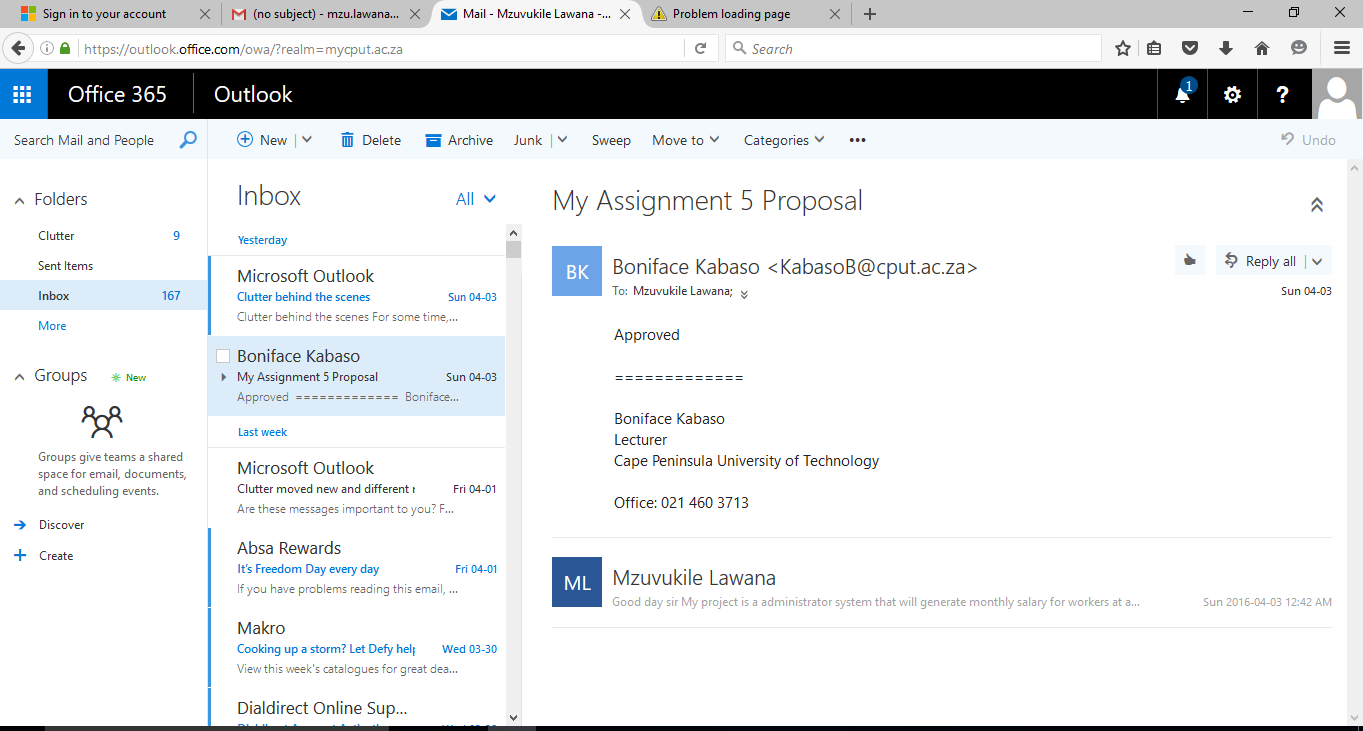 Sign in to your account
(no subject) - mzu.lawana...
Mail - Mzuvukile Lawana -...
Problem loading page
https://outlook.office.com/owa/?realm=mycput.ac.za
Search
Office 365
Outlook
1
?
Search Mail and People
New
Delete
Archive
Junk
Sweep
Move to
Categories
Undo
Folders
Clutter 9
Sent Items
Inbox 167
More
Groups
New
Groups give teams a shared
space for email, documents,
and scheduling events.
Discover
Create
Inbox
All
Yesterday
Microsoft Outlook
Clutter behind the scenes Sun 04-03
Clutter behind the scenes For some time,...
Boniface Kabaso
My Assignment 5 Proposal Sun 04-03
Approved ============= Boniface...
Last week
Microsoft Outlook
Clutter moved new and different Fri 04-01
Are these messages important to you? F...
Absa Rewards
It's Freedom Day every day Fri 04-01
If you have problems reading this email, ...
Makro
Cooking up a storm? Let Defy help Wed 03-30
View this week's catalogues for great dea...
Dialdirect Online Sup...
My Assignment 5 Proposal
BK
Boniface Kabaso <KabasoB@cput.ac.za>
To: Mzuvukile Lawana;
Reply all
Sun 04-03
Approved
=============
Boniface Kabaso
Lecturer
Cape Peninsula University of Technology
Office: 021 460 3713
ML
Mzuvukile Lawana
Good day sir My project is a administrator system that will generate monthly salary for workers at a...
Sun 2016-04-03 12:42 AM